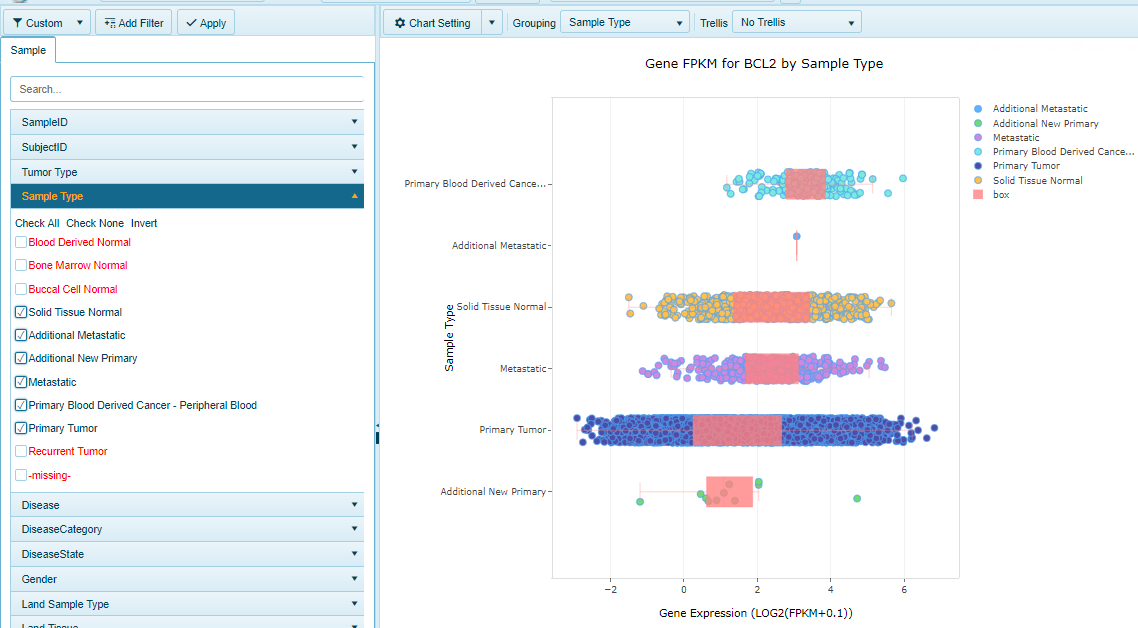 Custom
Add Filter
Apply
Chart Setting
Grouping
Sample Type
Trellis
No Trellis
Sample
Search...
SampleID
SubjectID
Tumor Type
Sample Type
Check All Check None Invert
Blood Derived Normal
Bone Marrow Normal
Buccal Cell Normal
Solid Tissue Normal
Additional Metastatic
Additional New Primary
Metastatic
Primary Blood Derived Cancer - Peripheral Blood
Primary Tumor
Recurrent Tumor
-missing-
Disease
DiseaseCategory
DiseaseState
Gender
Land Sample Type
Land Tissue
Gene FPKM for BCL2 by Sample Type
Sample Type
Primary Blood Derived Cance...
Additional Metastatic
Solid Tissue Normal
Metastatic
Primary Tumor
Additional New Primary
−2 0 2 4 6
Gene Expression (LOG2(FPKM+0.1))
Additional Metastatic
Additional New Primary
Metastatic
Primary Blood Derived Cance...
Primary Tumor
Solid Tissue Normal
box